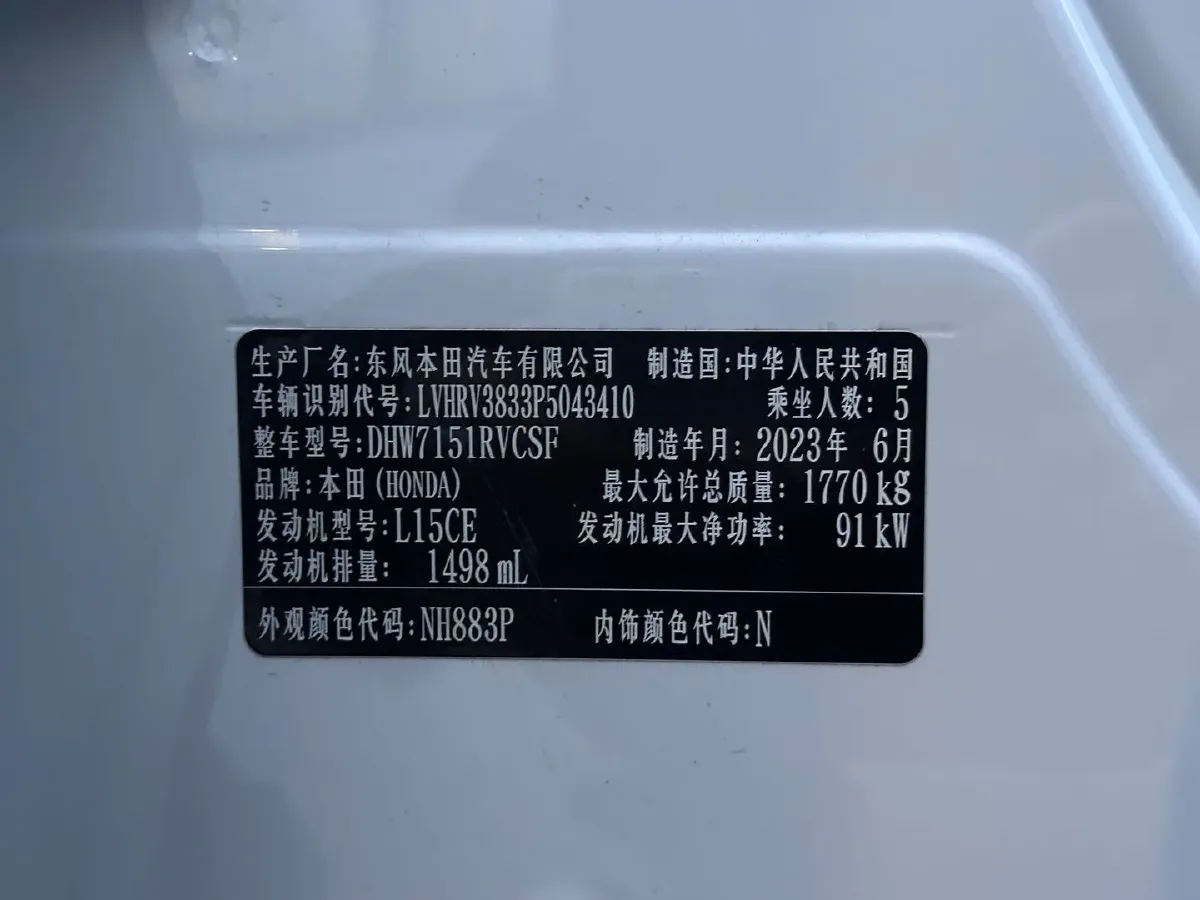 生产厂名:东风本田汽车有限公司 制造国:中华人民共和国
车辆识别代号:LVHRV3833P5043410 乘坐人数: 5
整车型号:DHW7151RVCSF 制造年月: 2023年 6月
品牌:本田(HONDA) 最大允许总质量: 1770 kg
发动机型号:L15CE 发动机最大净功率: 91 kW
发动机排量: 1498 mL
外观颜色代码:NH883P 内饰颜色代码:N